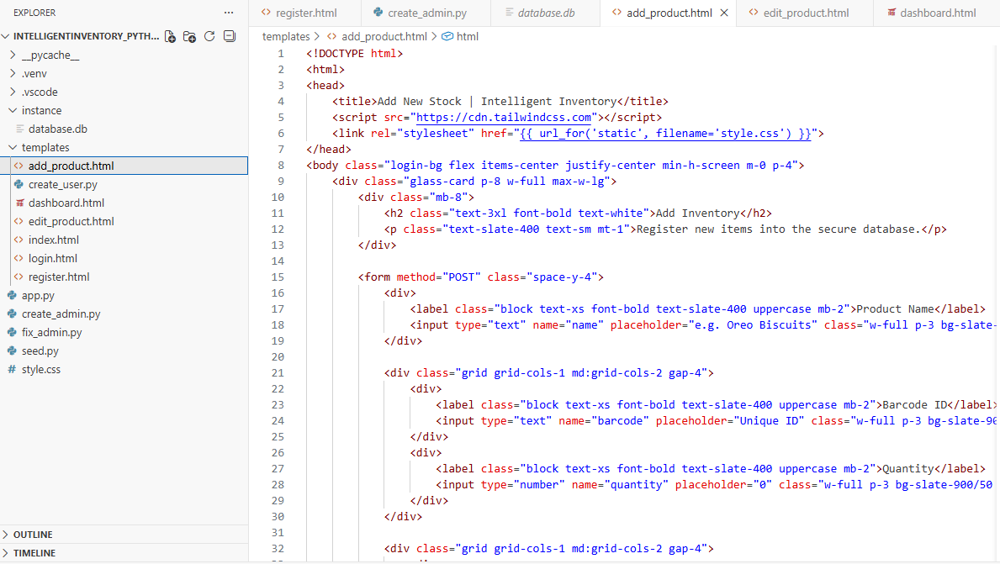 EXPLORER
INTELLIGENTINVENTORY_PYTH...
__pycache__
.venv
.vscode
instance
database.db
templates
add_product.html
create_user.py
dashboard.html
edit_product.html
index.html
login.html
register.html
app.py
create_admin.py
fix_admin.py
seed.py
style.css
OUTLINE
TIMELINE
register.html
create_admin.py
database.db
add_product.html
edit_product.html
dashboard.html
templates > add_product.html > html
1 <!DOCTYPE html>
2 <html>
3 <head>
4 <title>Add New Stock | Intelligent Inventory</title>
5 <script src="https://cdn.tailwindcss.com"></script>
6 <link rel="stylesheet" href="{{ url_for('static', filename='style.css') }}">
7 </head>
8 <body class="login-bg flex items-center justify-center min-h-screen m-0 p-4">
9 <div class="glass-card p-8 w-full max-w-lg">
10 <div class="mb-8">
11 <h2 class="text-3xl font-bold text-white">Add Inventory</h2>
12 <p class="text-slate-400 text-sm mt-1">Register new items into the secure database.</p>
13 </div>
14
15 <form method="POST" class="space-y-4">
16 <div>
17 <label class="block text-xs font-bold text-slate-400 uppercase mb-2">Product Name</label>
18 <input type="text" name="name" placeholder="e.g. Oreo Biscuits" class="w-full p-3 bg-slate-
19 </div>
20
21 <div class="grid grid-cols-1 md:grid-cols-2 gap-4">
22 <div>
23 <label class="block text-xs font-bold text-slate-400 uppercase mb-2">Barcode ID</label>
24 <input type="text" name="barcode" placeholder="Unique ID" class="w-full p-3 bg-slate-90
25 </div>
26 <div>
27 <label class="block text-xs font-bold text-slate-400 uppercase mb-2">Quantity</label>
28 <input type="number" name="quantity" placeholder="0" class="w-full p-3 bg-slate-900/50
29 </div>
30 </div>
31
32 <div class="grid grid-cols-1 md:grid-cols-2 gap-4">